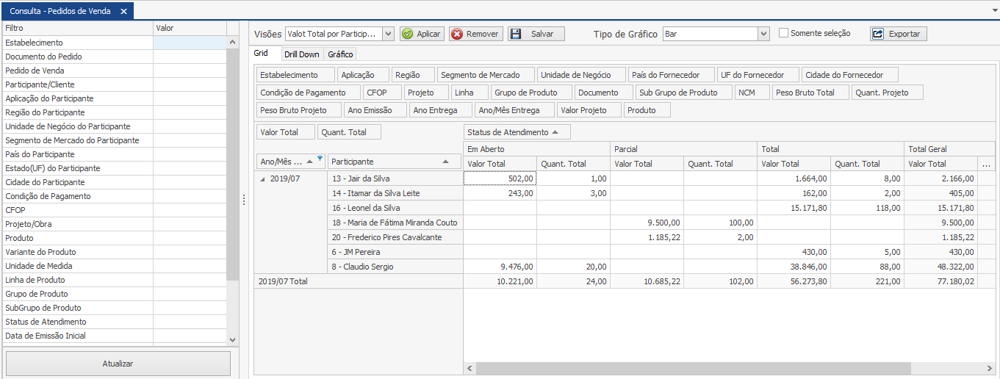 Consulta - Pedidos de Venda
Filtro Valor
Estabelecimento
Documento do Pedido
Pedido de Venda
Participante/Cliente
Aplicação do Participante
Região do Participante
Unidade de Negócio do Participante
Segmento de Mercado do Participante
País do Participante
Estado(UF) do Participante
Cidade do Participante
Condição de Pagamento
CFOP
Projeto/Obra
Produto
Variante do Produto
Unidade de Medida
Linha de Produto
Grupo de Produto
SubGrupo de Produto
Status de Atendimento
Data de Emissão Inicial
Atualizar
Visões Valot Total por Particip... Aplicar Remover Salvar Tipo de Gráfico Bar Somente seleção Exportar
Grid Drill Down Gráfico
Estabelecimento Aplicação Região Segmento de Mercado Unidade de Negócio País do Fornecedor UF do Fornecedor Cidade do Fornecedor
Condição de Pagamento CFOP Projeto Linha Grupo de Produto Documento Sub Grupo de Produto NCM Peso Bruto Total Quant. Projeto
Peso Bruto Projeto Ano Emissão Ano Entrega Ano/Mês Entrega Valor Projeto Produto
Valor Total Quant. Total Status de Atendimento
Em Aberto Parcial Total Total Geral
Ano/Mês ... Participante Valor Total Quant. Total Valor Total Quant. Total Valor Total Quant. Total Valor Total ...
2019/07 13 - Jair da Silva 502,00 1,00 1.664,00 8,00 2.166,00
14 - Itamar da Silva Leite 243,00 3,00 162,00 2,00 405,00
16 - Leonel da Silva 15.171,80 118,00 15.171,80
18 - Maria de Fátima Miranda Couto 9.500,00 100,00 9.500,00
20 - Frederico Pires Cavalcante 1.185,22 2,00 1.185,22
6 - JM Pereira 430,00 5,00 430,00
8 - Claudio Sergio 9.476,00 20,00 38.846,00 88,00 48.322,00
2019/07 Total 10.221,00 24,00 10.685,22 102,00 56.273,80 221,00 77.180,02